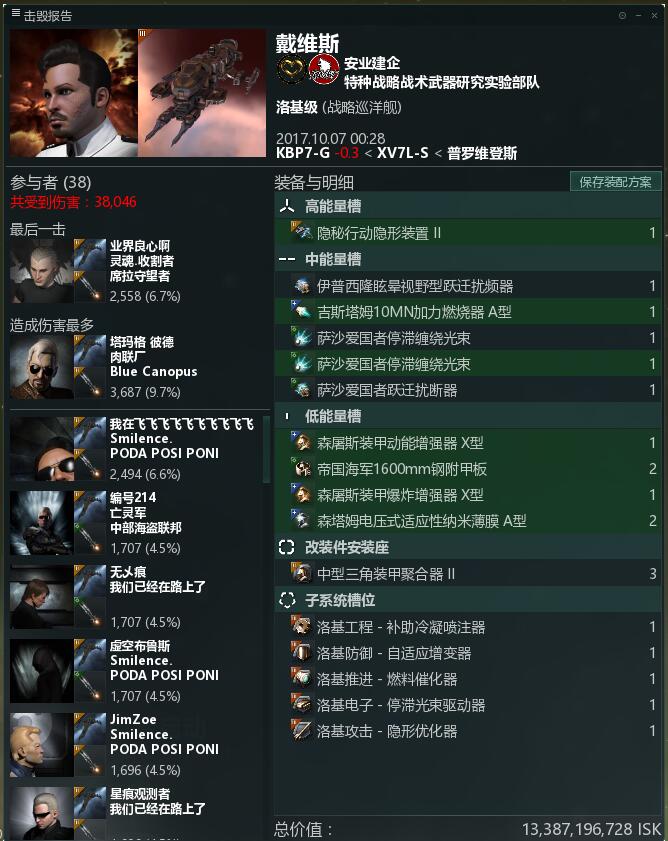 击毁报告
戴维斯
安业建企
特种战略战术武器研究实验部队
洛基级 (战略巡洋舰)
2017.10.07 00:28
KBP7-G -0.3 < XV7L-S < 普罗维登斯
参与者 (38)
共受到伤害：38,046
最后一击
业界良心啊
灵魂.收割者
席拉守望者
2,558 (6.7%)
造成伤害最多
塔玛格 彼德
肉联厂
Blue Canopus
3,687 (9.7%)
我在飞飞飞飞飞飞飞飞飞飞
Smilence.
PODA POSI PONI
2,494 (6.6%)
编号214
亡灵军
中部海盗联邦
1,707 (4.5%)
无乂痕
我们已经在路上了
1,707 (4.5%)
虚空布鲁斯
Smilence.
PODA POSI PONI
1,707 (4.5%)
JimZoe
Smilence.
PODA POSI PONI
1,696 (4.5%)
星痕观测者
我们已经在路上了
装备与明细
保存装配方案
高能量槽
隐秘行动隐形装置 II 1
中能量槽
伊普西隆眩晕视野型跃迁扰频器 1
吉斯塔姆10MN加力燃烧器 A型 1
萨沙爱国者停滞缠绕光束 1
萨沙爱国者停滞缠绕光束 1
萨沙爱国者跃迁扰断器 1
低能量槽
森屠斯装甲动能增强器 X型 1
帝国海军1600mm钢附甲板 2
森屠斯装甲爆炸增强器 X型 1
森塔姆电压式适应性纳米薄膜 A型 2
改装件安装座
中型三角装甲聚合器 II 3
子系统槽位
洛基工程 - 补助冷凝喷注器 1
洛基防御 - 自适应增变器 1
洛基推进 - 燃料催化器 1
洛基电子 - 停滞光束驱动器 1
洛基攻击 - 隐形优化器 1
总价值： 13,387,196,728 ISK